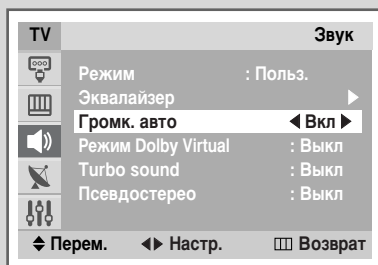 TV Звук
Режим : Польз.
Эквалайзер
Громк. авто Вкл
Режим Dolby Virtual : Выкл
Turbo sound : Выкл
Псевдостерео : Выкл
Перем. Настр. Возврат